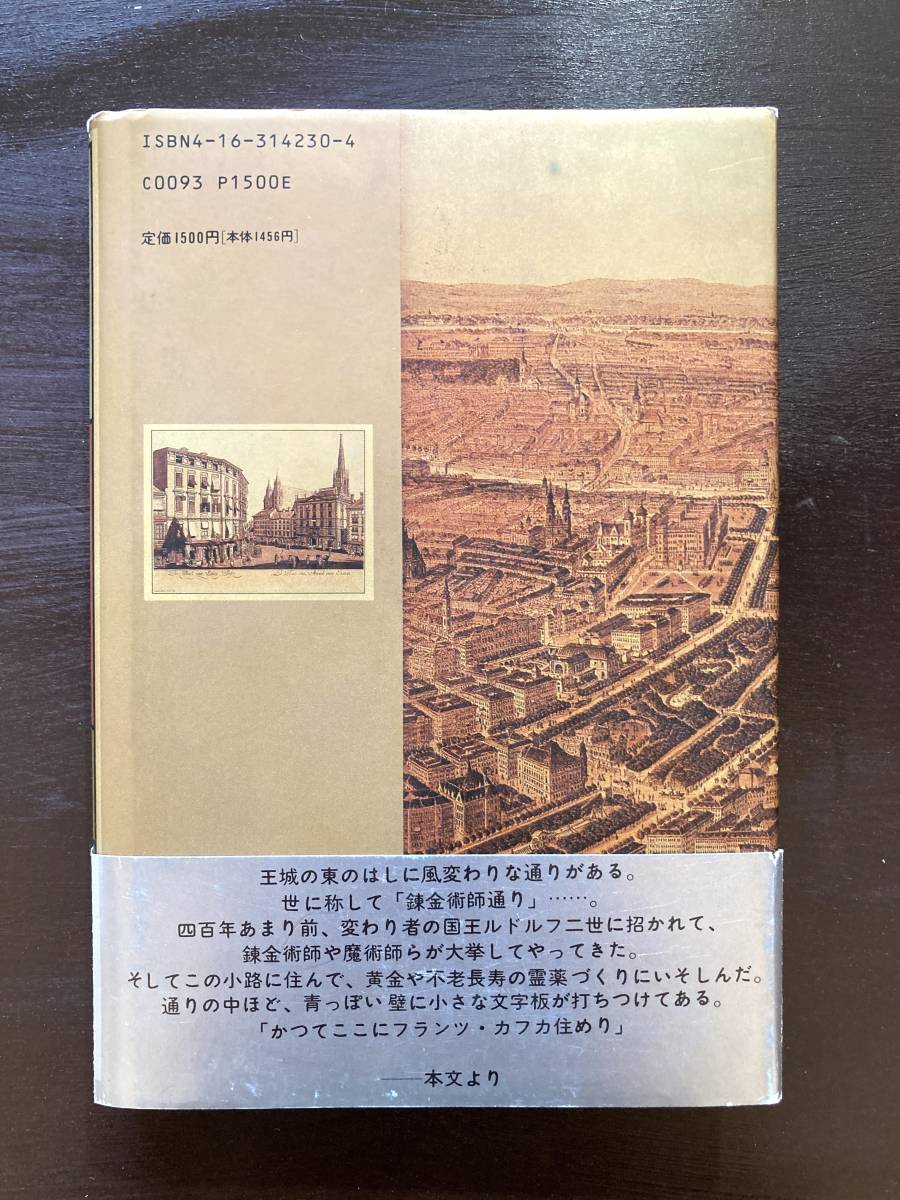 ISBN4-16-314230-4
C0093 P1500E
定価1500円[本体1456円]
王城の東のはしに風変わりな通りがある。
世に称して「錬金術師通り」……。
四百年あまり前、変わり者の国王ルドルフ二世に招かれて、
錬金術師や魔術師らが大挙してやってきた。
そしてこの小路に住んで、黄金や不老長寿の霊薬づくりにいそしんだ。
通りの中ほど、青っぽい壁に小さな文字板が打ちつけてある。
「かつてここにフランツ・カフカ住めり」
——本文より